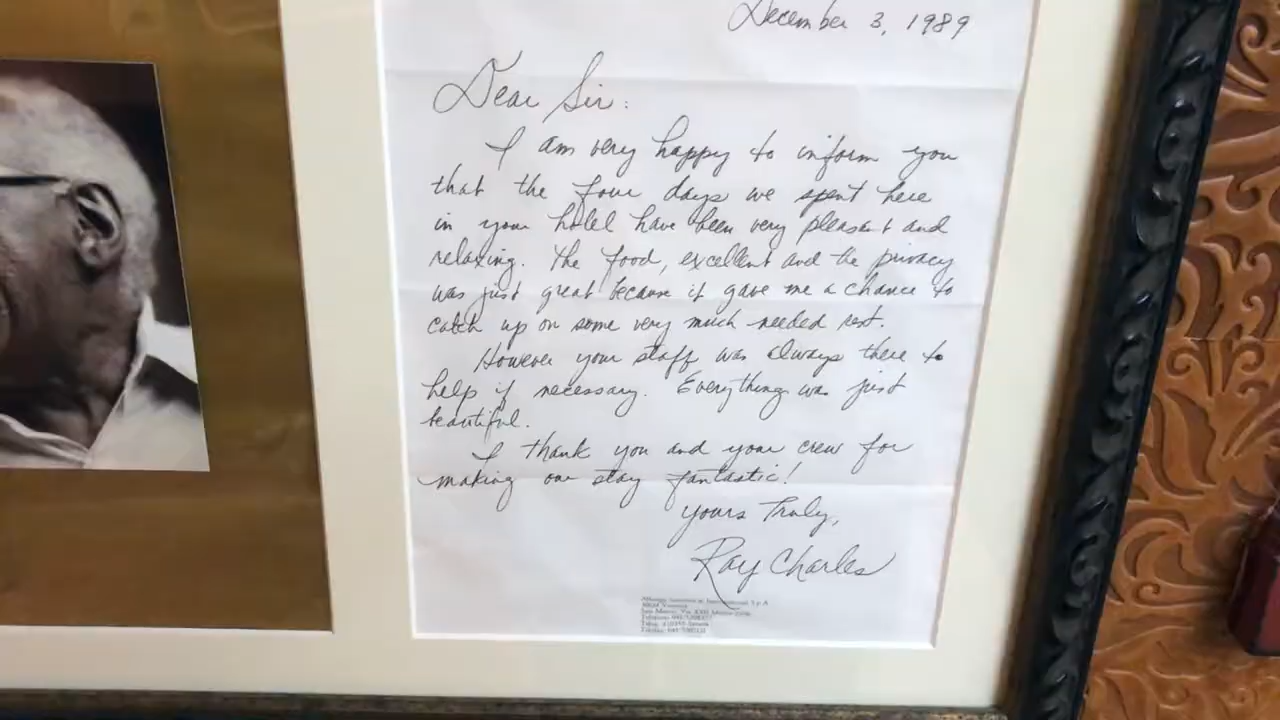 December 3, 1989
Dear Sir:
I am very happy to inform you
that the four days we spent here
in your hotel have been very pleasant and
relaxing. The food, excellent and the privacy
was just great because it gave me a chance to
catch up on some very much needed rest.
However your staff was always there to
help if necessary. Everything was just
beautiful.
I thank you and your crew for
making our stay fantastic!
Yours Truly,
Ray Charles